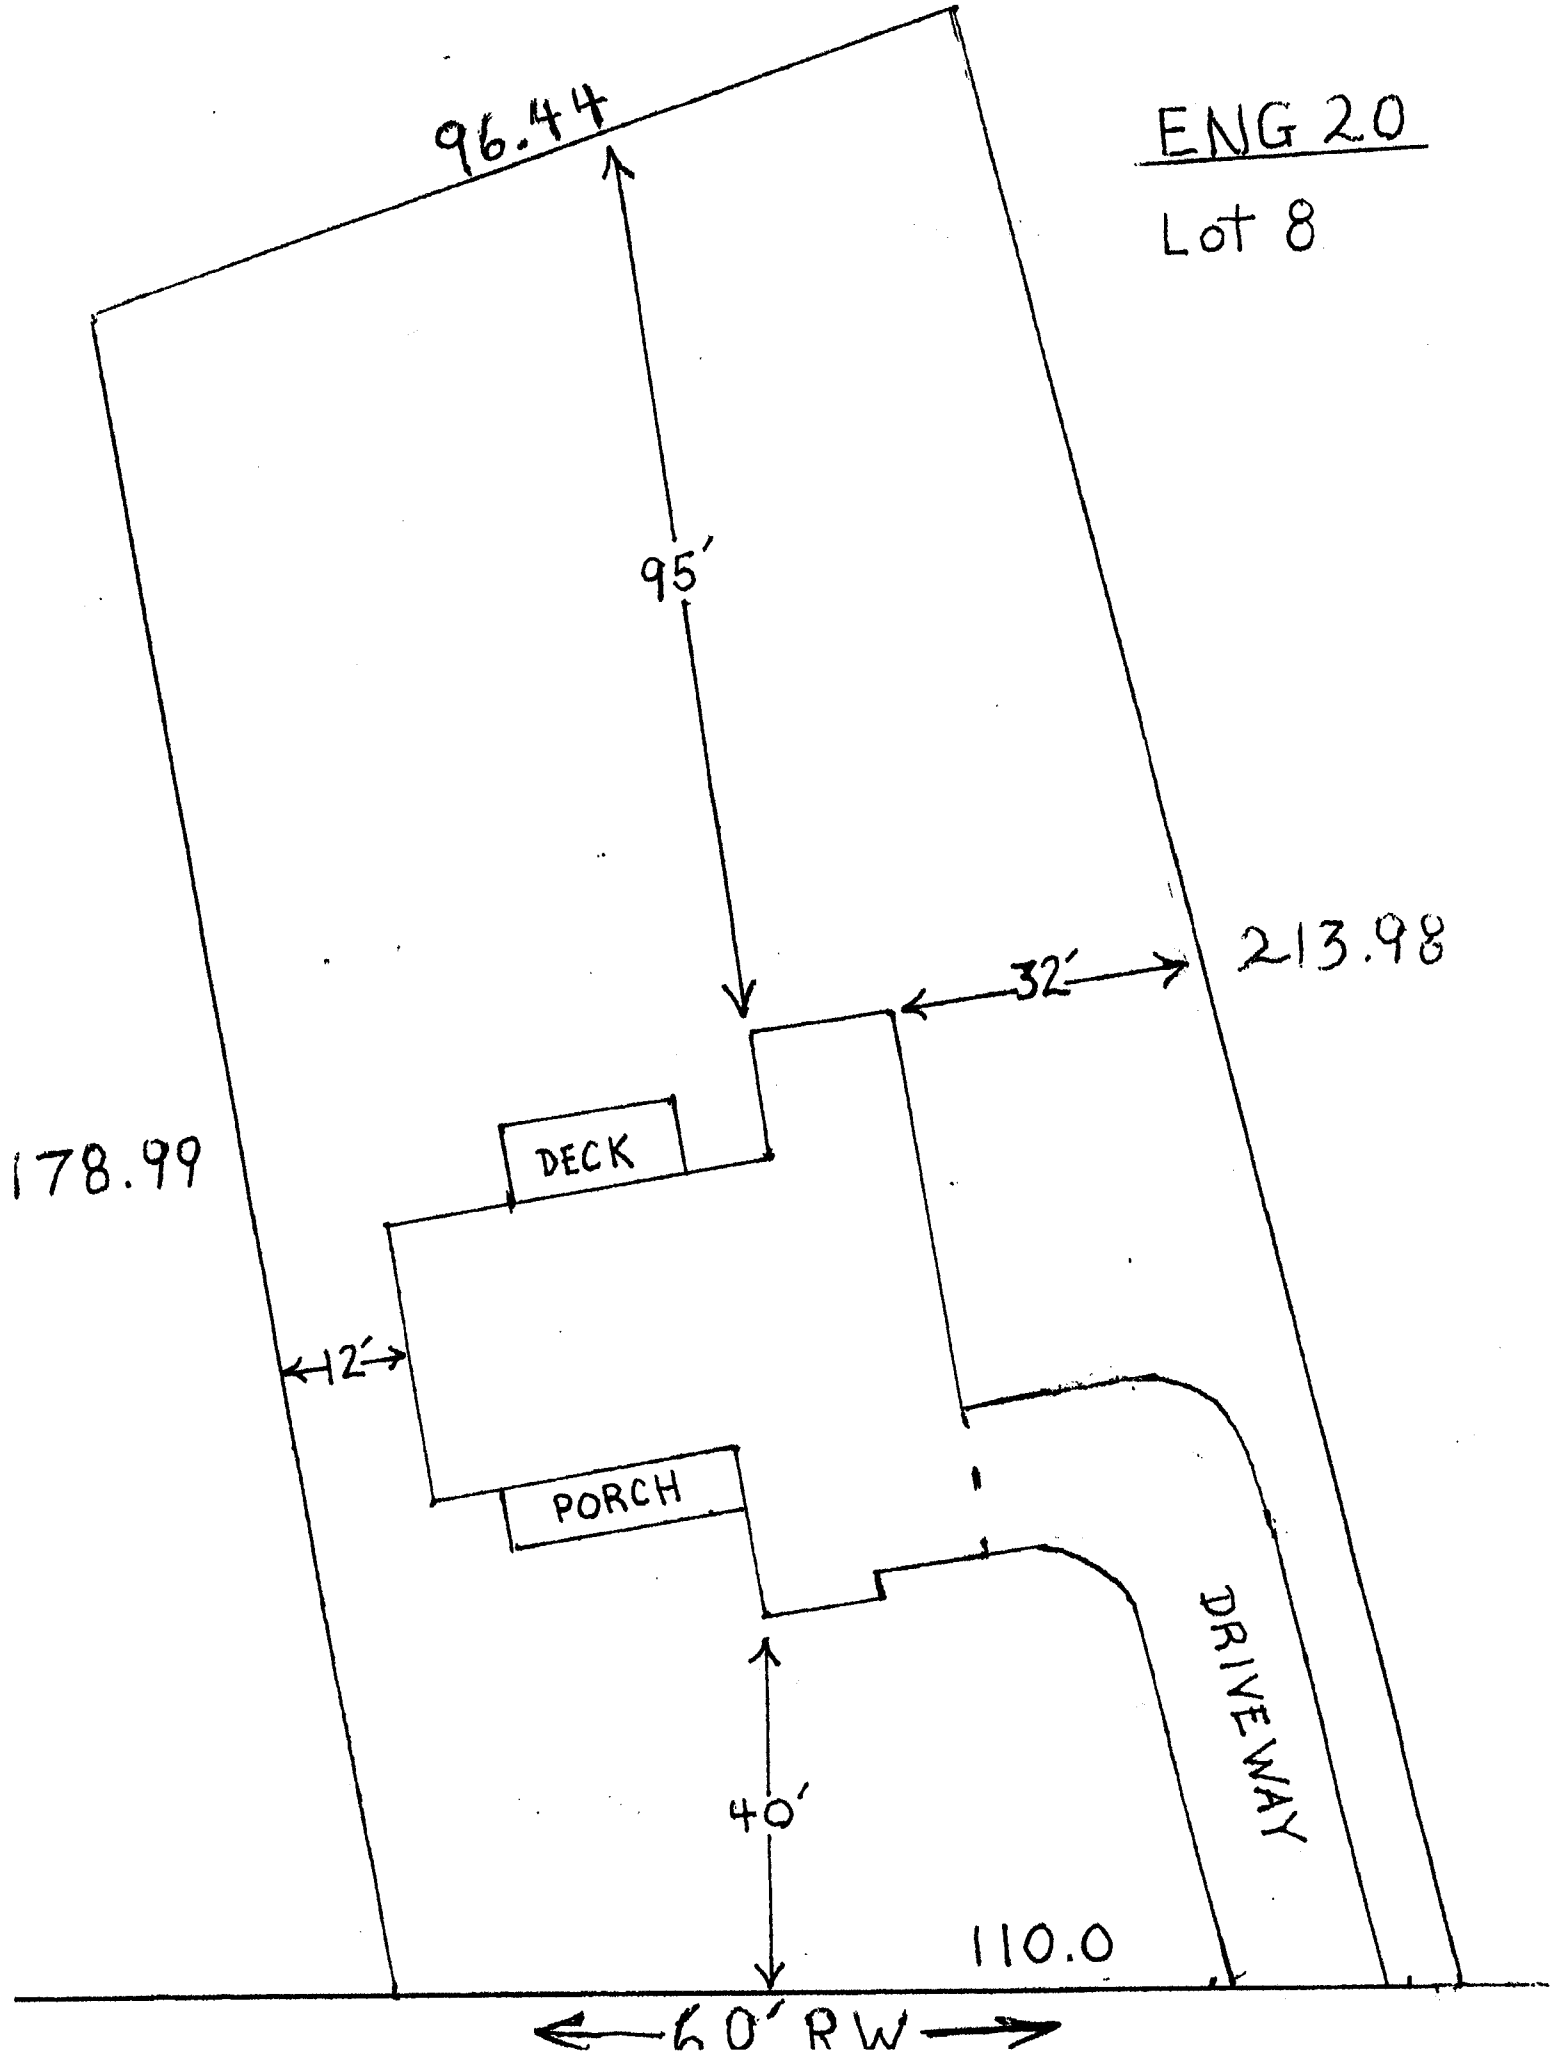 96.44
ENG 20
Lot 8
95'
32'
213.98
DECK
178.99
12'
PORCH
DRIVEWAY
40'
110.0
60' RW